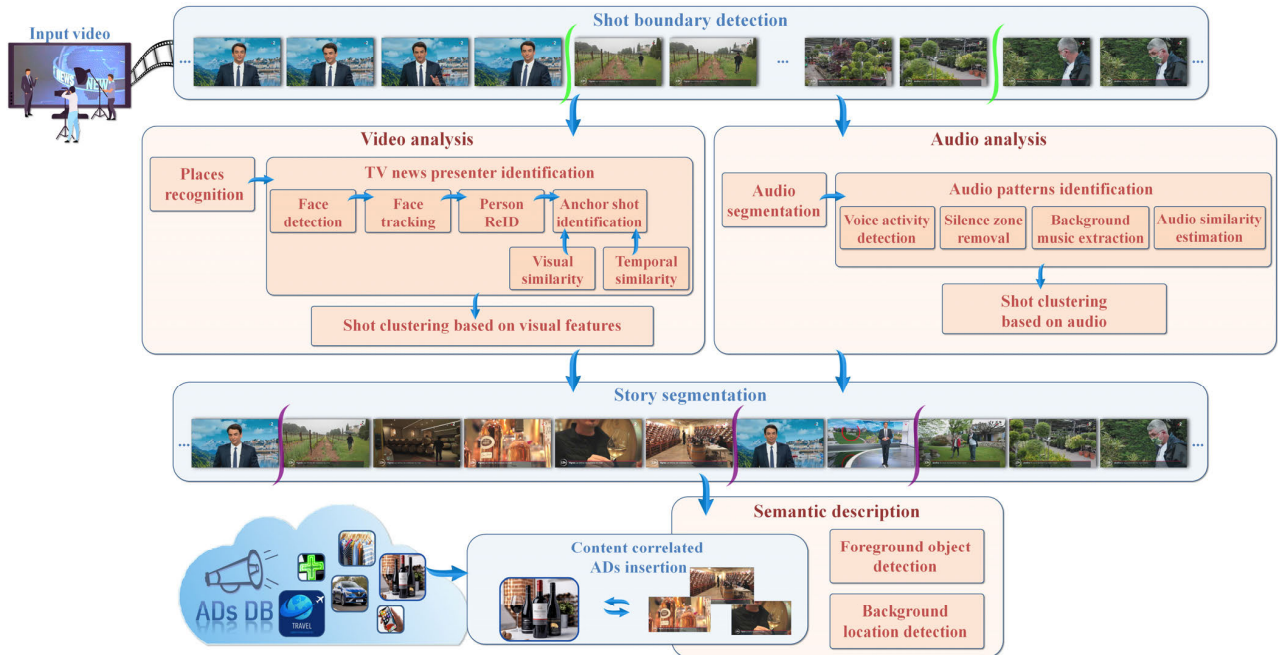 Shot boundary detection
Input video
NEWS
NEW
...
...
...
Video analysis
Places
recognition
TV news presenter identification
Face
detection
Face
tracking
Person
ReID
Anchor shot
identification
Visual
similarity
Temporal
similarity
Shot clustering based on visual features
Audio analysis
Audio
segmentation
Audio patterns identification
Voice activity
detection
Silence zone
removal
Background
music extraction
Audio similarity
estimation
Shot clustering
based on audio
Story segmentation
...
...
Semantic description
Foreground object
detection
Background
location detection
Content correlated
ADs insertion
ADs DB
TRAVEL